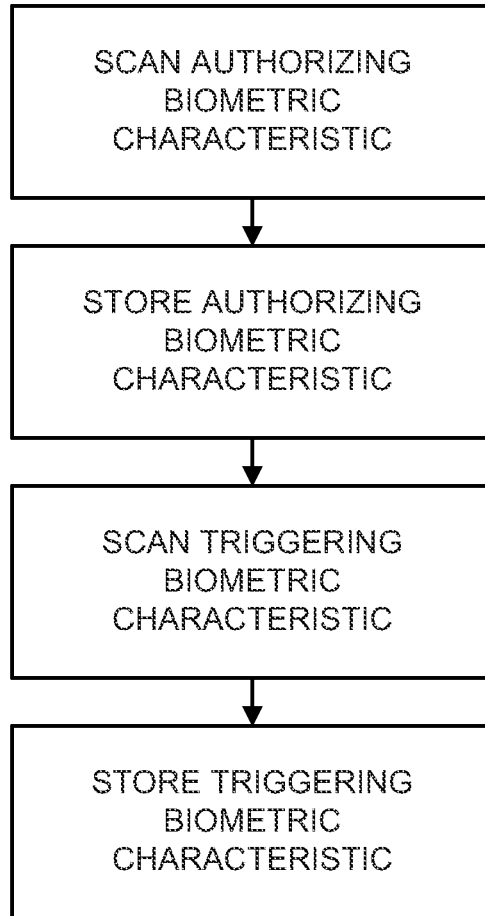 SCAN AUTHORIZING
BIOMETRIC
CHARACTERISTIC
STORE AUTHORIZING
BIOMETRIC
CHARACTERISTIC
SCAN TRIGGERING
BIOMETRIC
CHARACTERISTIC
STORE TRIGGERING
BIOMETRIC
CHARACTERISTIC